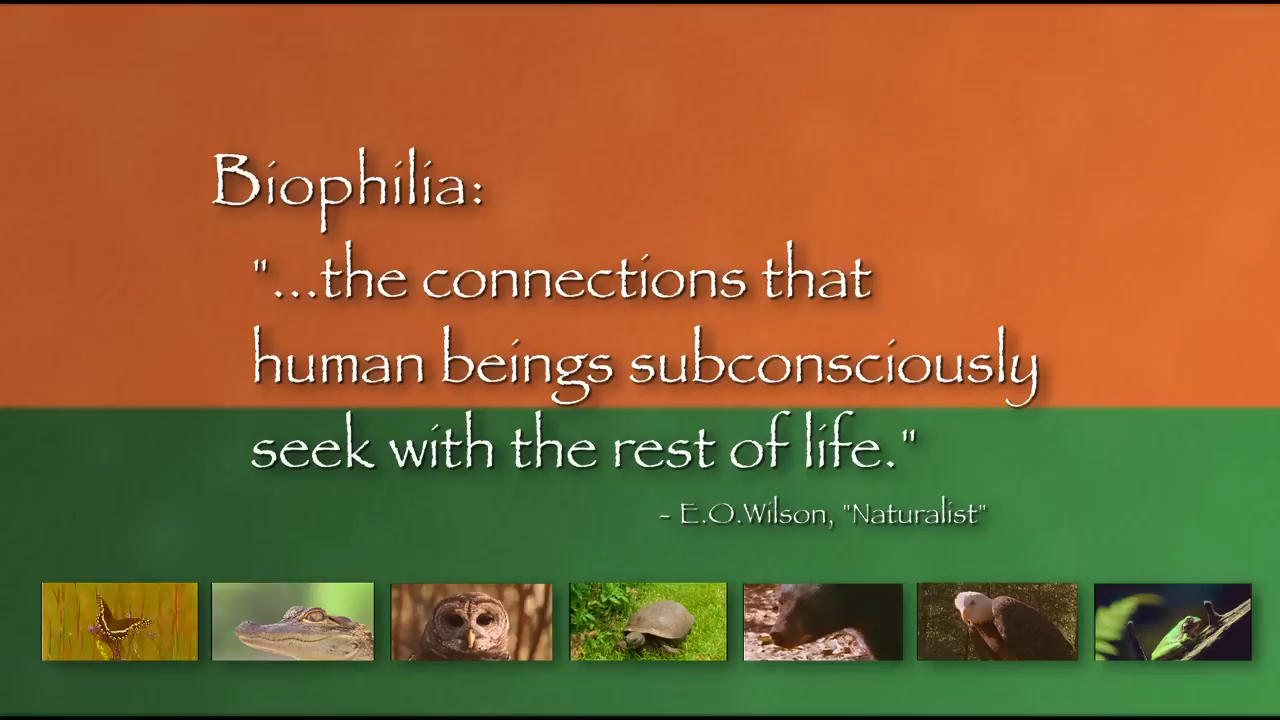 Biophilia:
"...the connections that
human beings subconsciously
seek with the rest of life."
- E.O.Wilson, "Naturalist"